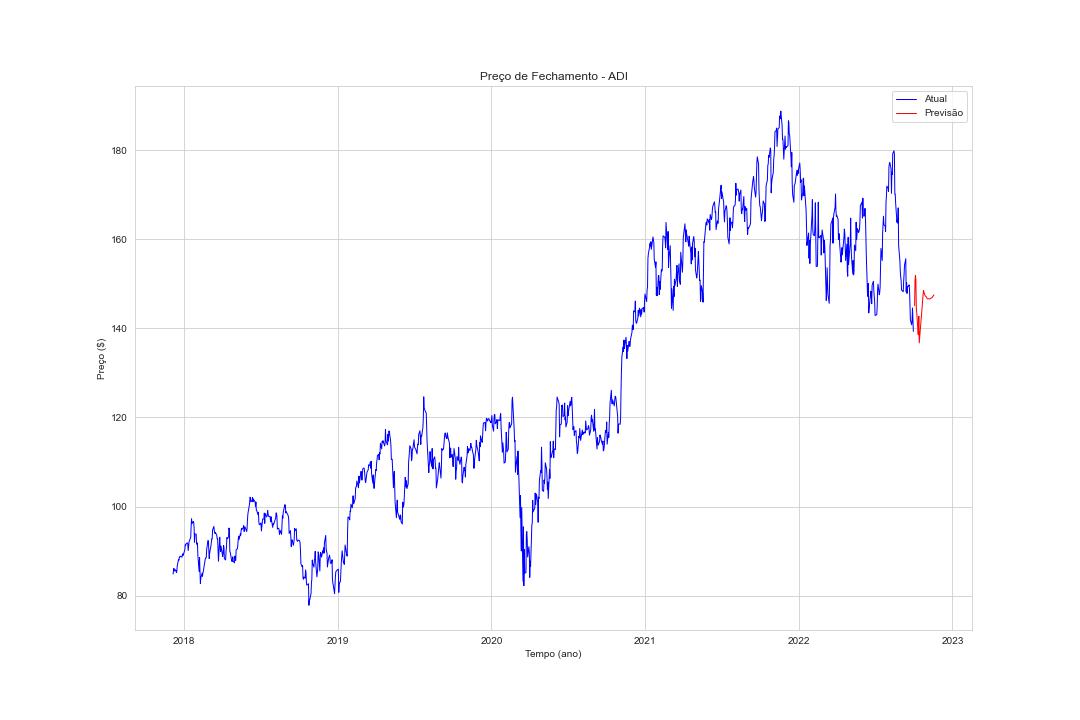 Preço de Fechamento - ADI
Atual
Previsão
180
160
140
120
100
80
Preço ($)
2018
2019
2020
2021
2022
2023
Tempo (ano)